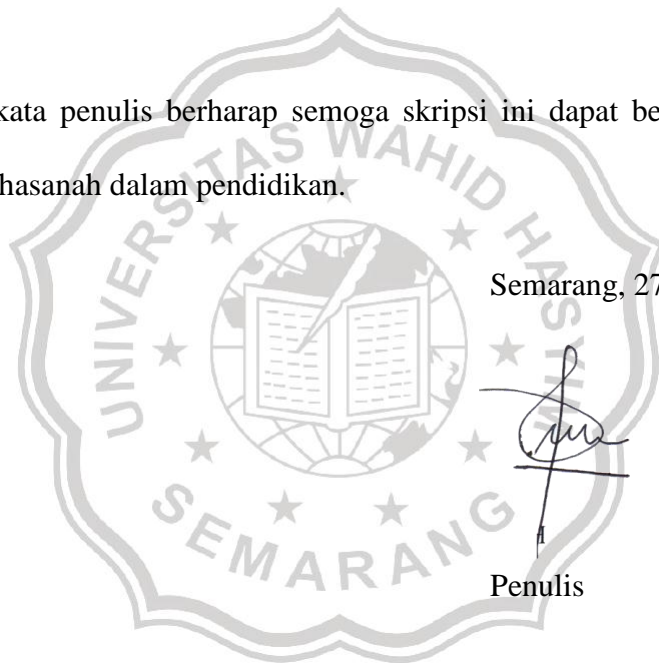 kata penulis berharap semoga skripsi ini dapat be
hasanah dalam pendidikan.
UNIVERSITAS WAHID HASYIM
SEMARANG
Semarang, 27
Penulis